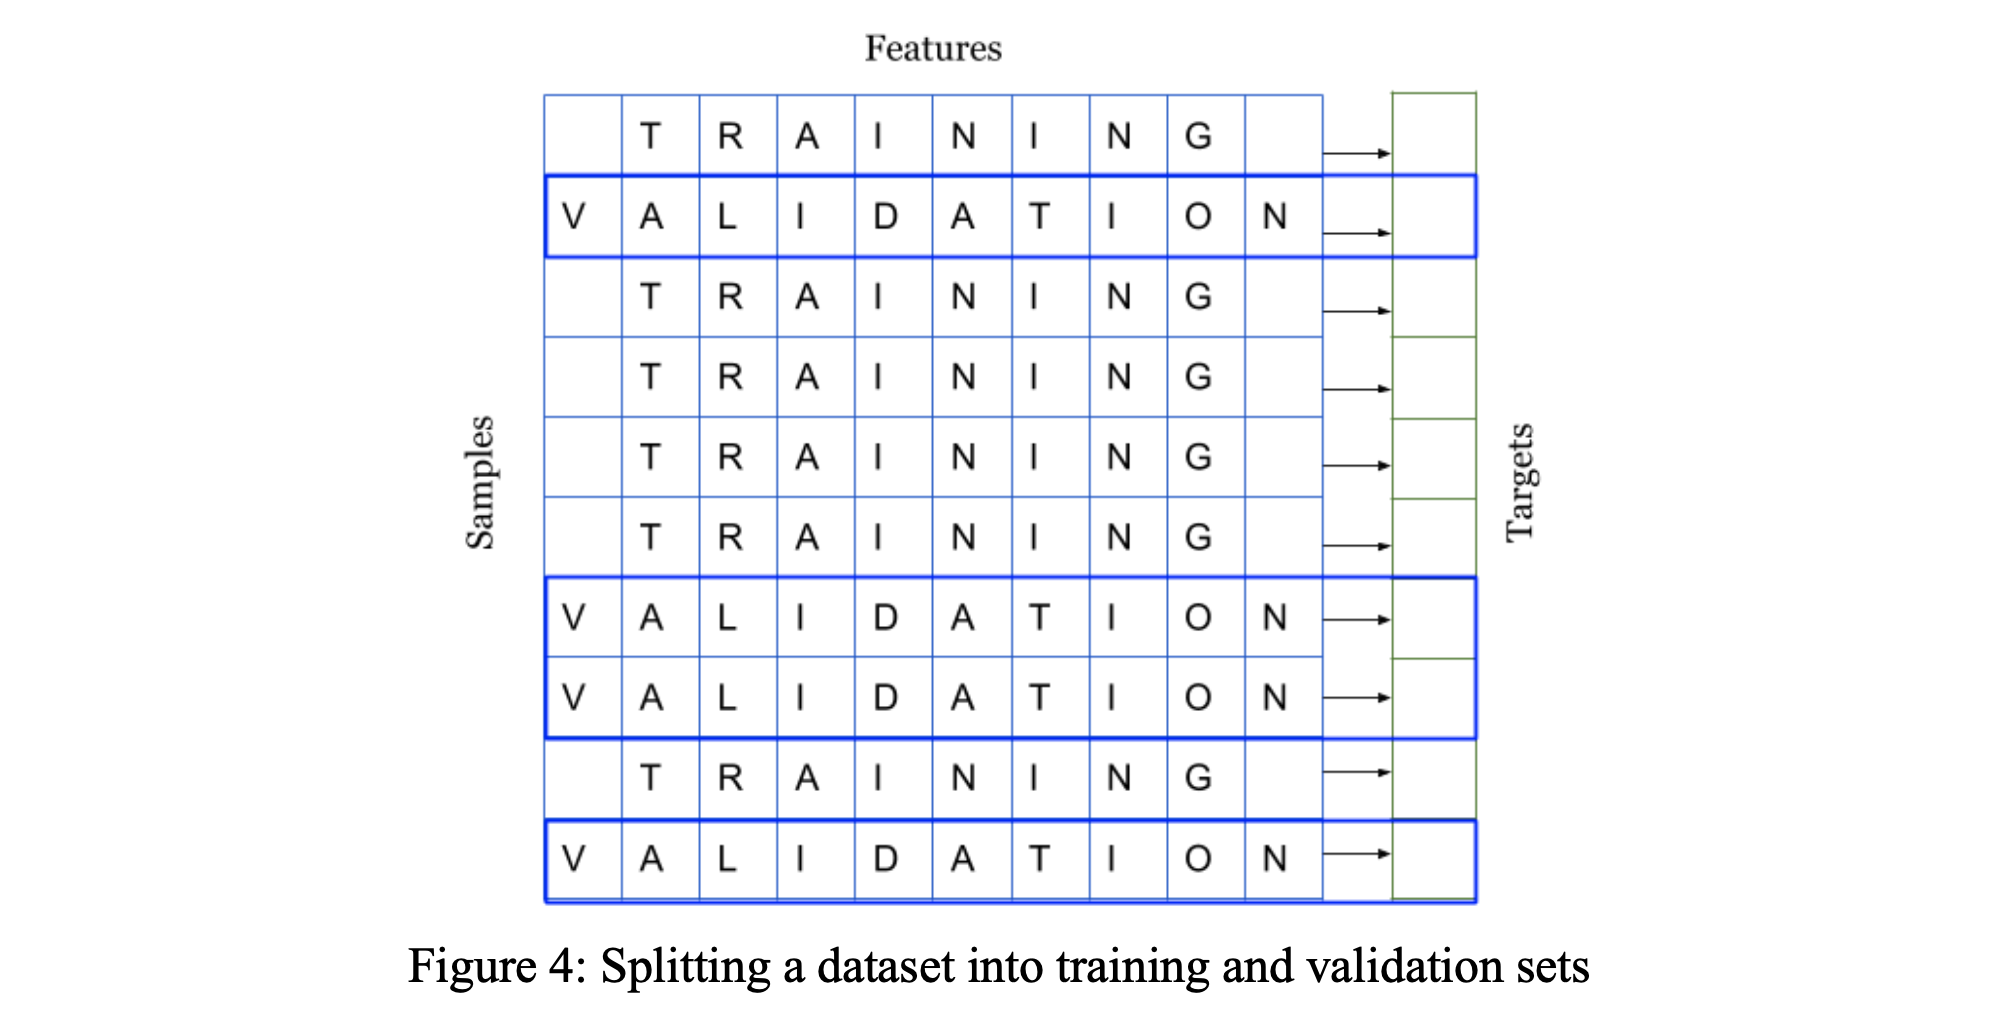 Features
T R A I N I N G
V A L I D A T I O N
T R A I N I N G
T R A I N I N G
T R A I N I N G
T R A I N I N G
V A L I D A T I O N
V A L I D A T I O N
T R A I N I N G
V A L I D A T I O N
Samples
Targets
Figure 4: Splitting a dataset into training and validation sets